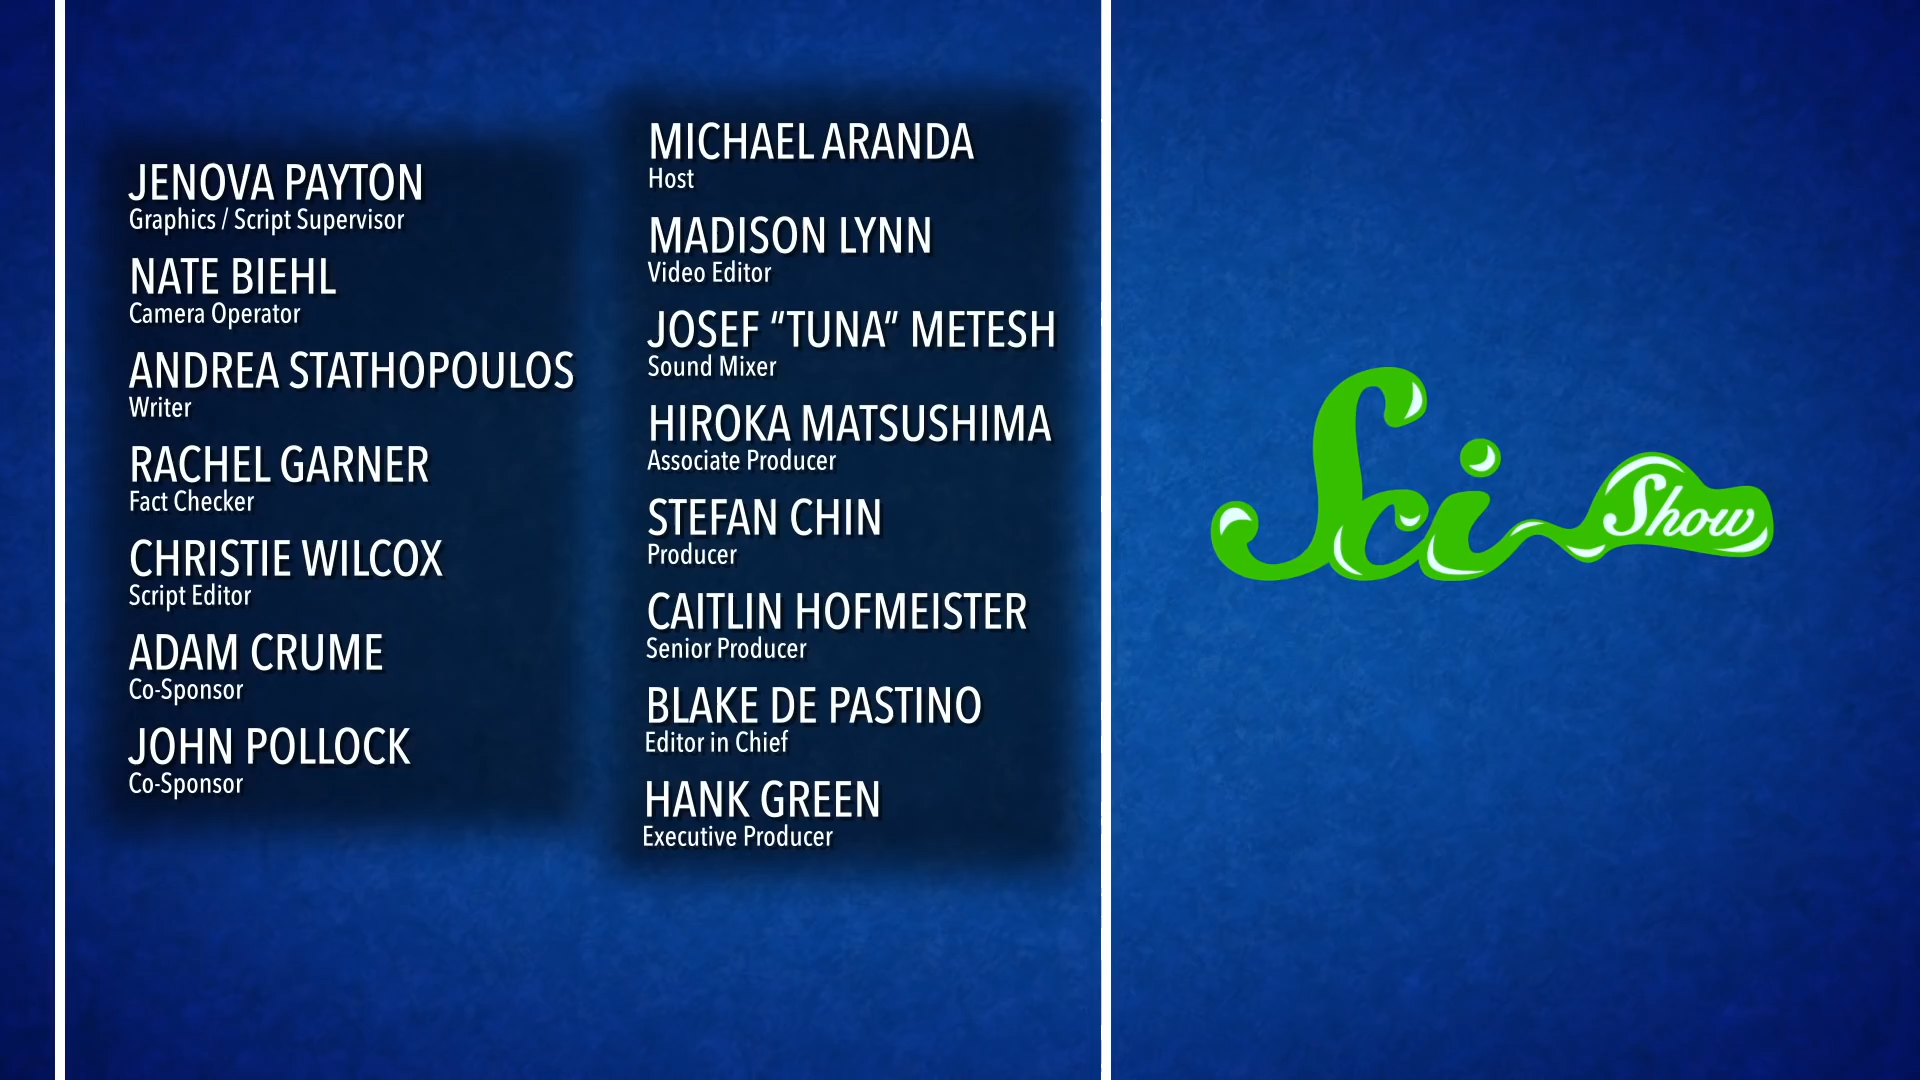 JENOVA PAYTON
Graphics / Script Supervisor
NATE BIEHL
Camera Operator
ANDREA STATHOPOULOS
Writer
RACHEL GARNER
Fact Checker
CHRISTIE WILCOX
Script Editor
ADAM CRUME
Co-Sponsor
JOHN POLLOCK
Co-Sponsor
MICHAEL ARANDA
Host
MADISON LYNN
Video Editor
JOSEF “TUNA” METESH
Sound Mixer
HIROKA MATSUSHIMA
Associate Producer
STEFAN CHIN
Producer
CAITLIN HOFMEISTER
Senior Producer
BLAKE DE PASTINO
Editor in Chief
HANK GREEN
Executive Producer
Sci Show